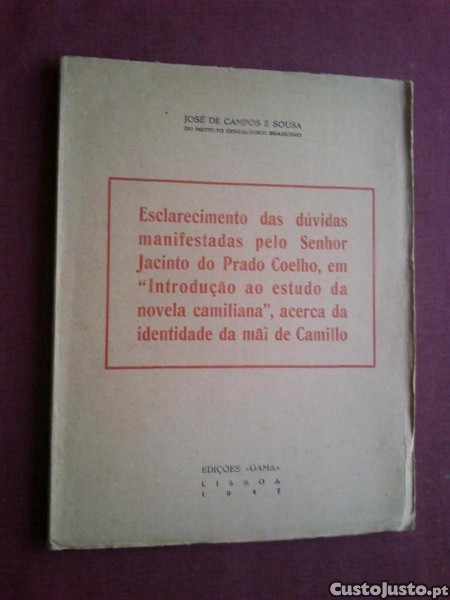 JOSÉ DE CAMPOS E SOUSA
DO INSTITUTO GENEALÓGICO BRASILEIRO
Esclarecimento das dúvidas
manifestadas pelo Senhor
Jacinto do Prado Coelho, em
“Introdução ao estudo da
novela camiliana”, acerca da
identidade da mãi de Camillo
EDIÇÕES «GAMA»
LISBOA
1947
CustoJusto.pt